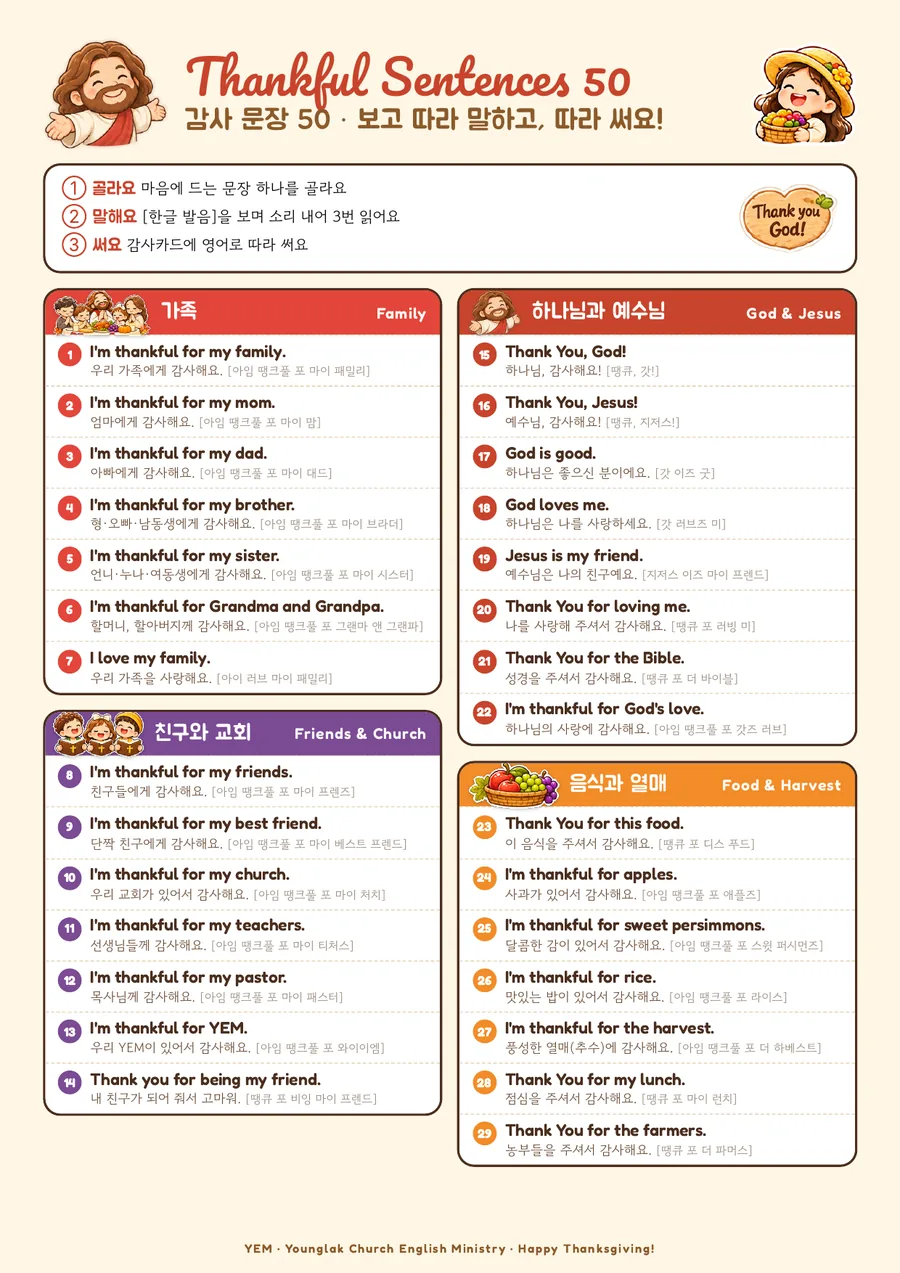 Thankful Sentences 50
감사 문장 50 · 보고 따라 말하고, 따라 써요!
① 골라요 마음에 드는 문장 하나를 골라요
② 말해요 [한글 발음]을 보며 소리 내어 3번 읽어요
③ 써요 감사카드에 영어로 따라 써요
Thank you
God!
가족 Family
1 I'm thankful for my family.
우리 가족에게 감사해요. [아임 땡크풀 포 마이 패밀리]
2 I'm thankful for my mom.
엄마에게 감사해요. [아임 땡크풀 포 마이 맘]
3 I'm thankful for my dad.
아빠에게 감사해요. [아임 땡크풀 포 마이 대드]
4 I'm thankful for my brother.
형·오빠·남동생에게 감사해요. [아임 땡크풀 포 마이 브라더]
5 I'm thankful for my sister.
언니·누나·여동생에게 감사해요. [아임 땡크풀 포 마이 시스터]
6 I'm thankful for Grandma and Grandpa.
할머니, 할아버지께 감사해요. [아임 땡크풀 포 그랜마 앤 그랜파]
7 I love my family.
우리 가족을 사랑해요. [아이 러브 마이 패밀리]
친구와 교회 Friends & Church
8 I'm thankful for my friends.
친구들에게 감사해요. [아임 땡크풀 포 마이 프렌즈]
9 I'm thankful for my best friend.
단짝 친구에게 감사해요. [아임 땡크풀 포 마이 베스트 프렌드]
10 I'm thankful for my church.
우리 교회가 있어서 감사해요. [아임 땡크풀 포 마이 처치]
11 I'm thankful for my teachers.
선생님들께 감사해요. [아임 땡크풀 포 마이 티처스]
12 I'm thankful for my pastor.
목사님께 감사해요. [아임 땡크풀 포 마이 패스터]
13 I'm thankful for YEM.
우리 YEM이 있어서 감사해요. [아임 땡크풀 포 와이이엠]
14 Thank you for being my friend.
내 친구가 되어 줘서 고마워. [땡큐 포 비잉 마이 프렌드]
하나님과 예수님 God & Jesus
15 Thank You, God!
하나님, 감사해요! [땡큐, 갓!]
16 Thank You, Jesus!
예수님, 감사해요! [땡큐, 지저스!]
17 God is good.
하나님은 좋으신 분이에요. [갓 이즈 굿]
18 God loves me.
하나님은 나를 사랑하세요. [갓 러브즈 미]
19 Jesus is my friend.
예수님은 나의 친구예요. [지저스 이즈 마이 프렌드]
20 Thank You for loving me.
나를 사랑해 주셔서 감사해요. [땡큐 포 러빙 미]
21 Thank You for the Bible.
성경을 주셔서 감사해요. [땡큐 포 더 바이블]
22 I'm thankful for God's love.
하나님의 사랑에 감사해요. [아임 땡크풀 포 갓즈 러브]
음식과 열매 Food & Harvest
23 Thank You for this food.
이 음식을 주셔서 감사해요. [땡큐 포 디스 푸드]
24 I'm thankful for apples.
사과가 있어서 감사해요. [아임 땡크풀 포 애플즈]
25 I'm thankful for sweet persimmons.
달콤한 감이 있어서 감사해요. [아임 땡크풀 포 스윗 퍼시먼즈]
26 I'm thankful for rice.
맛있는 밥이 있어서 감사해요. [아임 땡크풀 포 라이스]
27 I'm thankful for the harvest.
풍성한 열매(추수)에 감사해요. [아임 땡크풀 포 더 하베스트]
28 Thank You for my lunch.
점심을 주셔서 감사해요. [땡큐 포 마이 런치]
29 Thank You for the farmers.
농부들을 주셔서 감사해요. [땡큐 포 더 파머스]
YEM · Younglak Church English Ministry · Happy Thanksgiving!